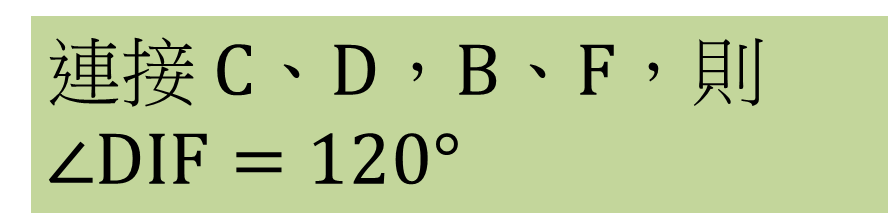 連接 C、D，B、F，則
∠DIF = 120°